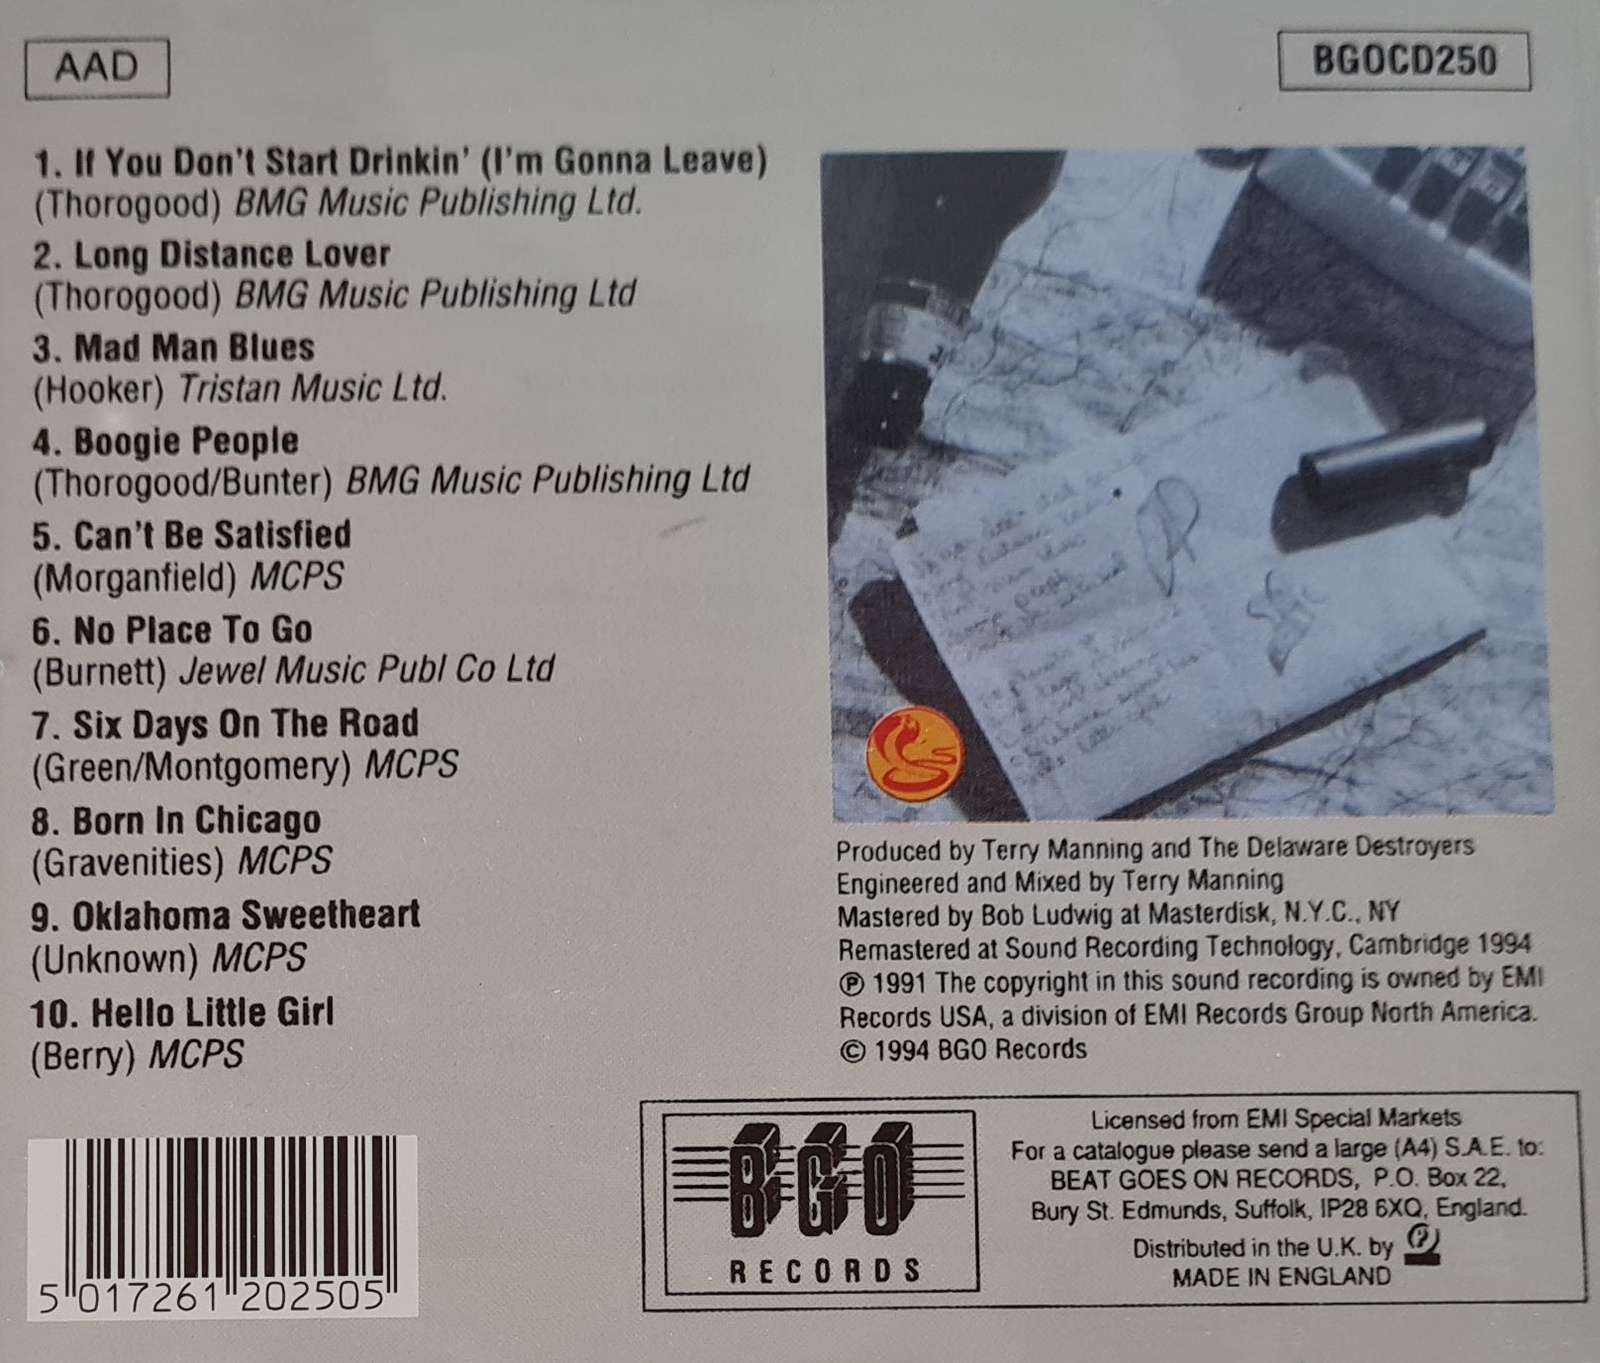 AAD
BGOCD250
1. If You Don't Start Drinkin' (I'm Gonna Leave)
(Thorogood) BMG Music Publishing Ltd.
2. Long Distance Lover
(Thorogood) BMG Music Publishing Ltd
3. Mad Man Blues
(Hooker) Tristan Music Ltd.
4. Boogie People
(Thorogood/Bunter) BMG Music Publishing Ltd
5. Can't Be Satisfied
(Morganfield) MCPS
6. No Place To Go
(Burnett) Jewel Music Publ Co Ltd
7. Six Days On The Road
(Green/Montgomery) MCPS
8. Born In Chicago
(Gravenities) MCPS
9. Oklahoma Sweetheart
(Unknown) MCPS
10. Hello Little Girl
(Berry) MCPS
Produced by Terry Manning and The Delaware Destroyers
Engineered and Mixed by Terry Manning
Mastered by Bob Ludwig at Masterdisk, N.Y.C., NY
Remastered at Sound Recording Technology, Cambridge 1994
℗ 1991 The copyright in this sound recording is owned by EMI
Records USA, a division of EMI Records Group North America.
© 1994 BGO Records
5 017261 202505
BGO
RECORDS
Licensed from EMI Special Markets
For a catalogue please send a large (A4) S.A.E. to:
BEAT GOES ON RECORDS, P.O. Box 22,
Bury St. Edmunds, Suffolk, IP28 6XQ, England.
Distributed in the U.K. by
MADE IN ENGLAND